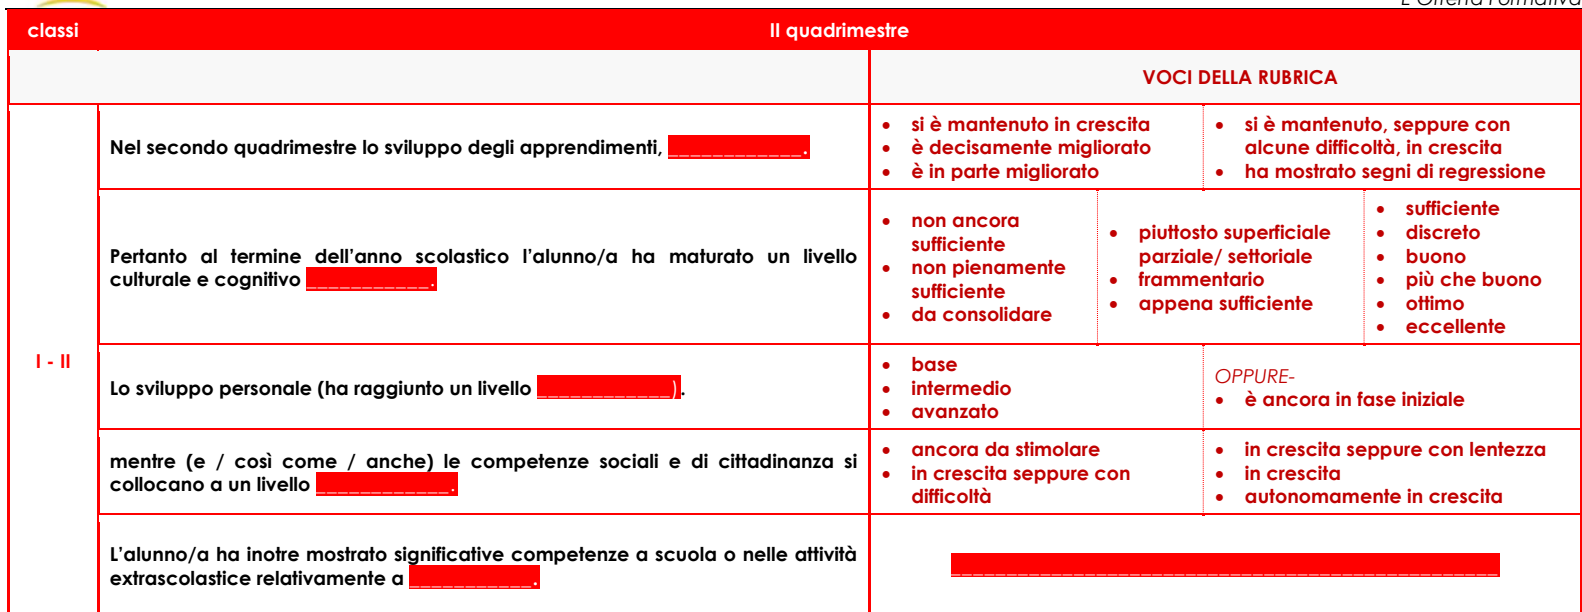 L'Offerta Formativa
classi II quadrimestre
VOCI DELLA RUBRICA
I - II
Nel secondo quadrimestre lo sviluppo degli apprendimenti, ____________.
• si è mantenuto in crescita
• è decisamente migliorato
• è in parte migliorato
• si è mantenuto, seppure con
alcune difficoltà, in crescita
• ha mostrato segni di regressione
Pertanto al termine dell'anno scolastico l'alunno/a ha maturato un livello
culturale e cognitivo ___________.
• non ancora
sufficiente
• non pienamente
sufficiente
• da consolidare
• piuttosto superficiale
parziale/ settoriale
• frammentario
• appena sufficiente
• sufficiente
• discreto
• buono
• più che buono
• ottimo
• eccellente
Lo sviluppo personale (ha raggiunto un livello ____________).
• base
• intermedio
• avanzato
OPPURE-
• è ancora in fase iniziale
mentre (e / così come / anche) le competenze sociali e di cittadinanza si
collocano a un livello ____________.
• ancora da stimolare
• in crescita seppure con
difficoltà
• in crescita seppure con lentezza
• in crescita
• autonomamente in crescita
L'alunno/a ha inotre mostrato significative competenze a scuola o nelle attività
extrascolastice relativamente a ___________.
_________________________________________________